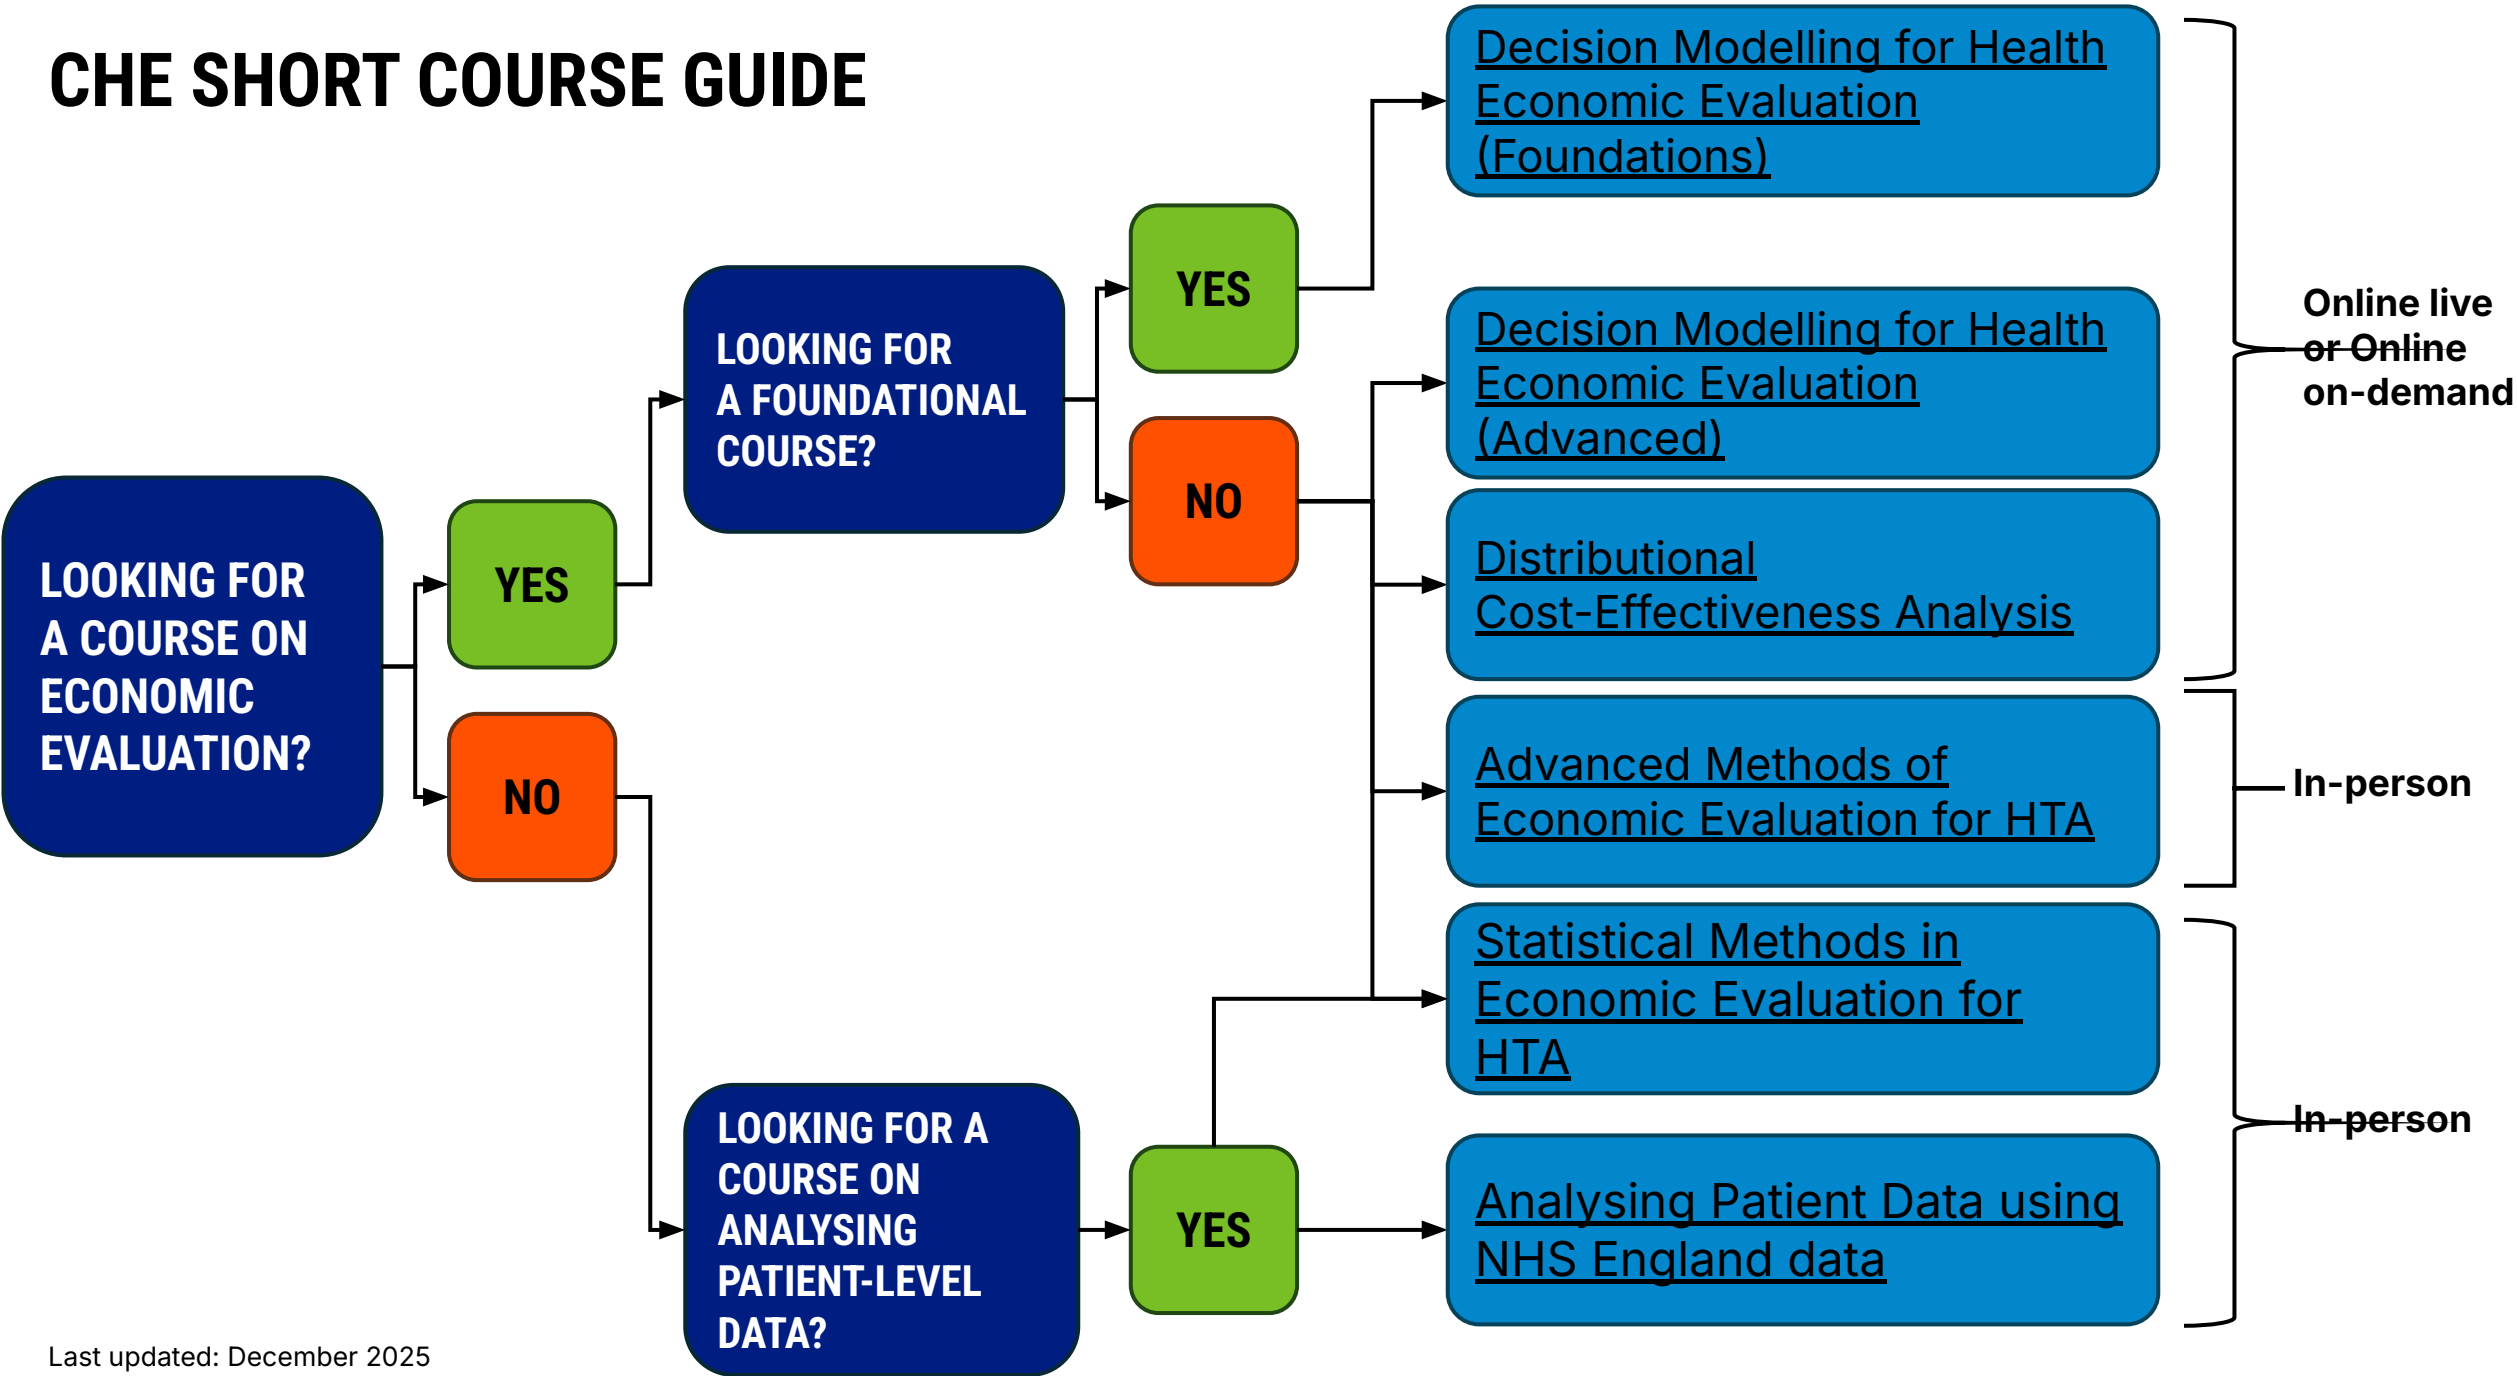 CHE SHORT COURSE GUIDE
LOOKING FOR
A COURSE ON
ECONOMIC
EVALUATION?
YES
NO
LOOKING FOR
A FOUNDATIONAL
COURSE?
YES
NO
LOOKING FOR A
COURSE ON
ANALYSING
PATIENT-LEVEL
DATA?
YES
Decision Modelling for Health
Economic Evaluation
(Foundations)
Decision Modelling for Health
Economic Evaluation
(Advanced)
Distributional
Cost-Effectiveness Analysis
Advanced Methods of
Economic Evaluation for HTA
Statistical Methods in
Economic Evaluation for
HTA
Analysing Patient Data using
NHS England data
Online live
or Online
on-demand
In-person
In-person
Last updated: December 2025